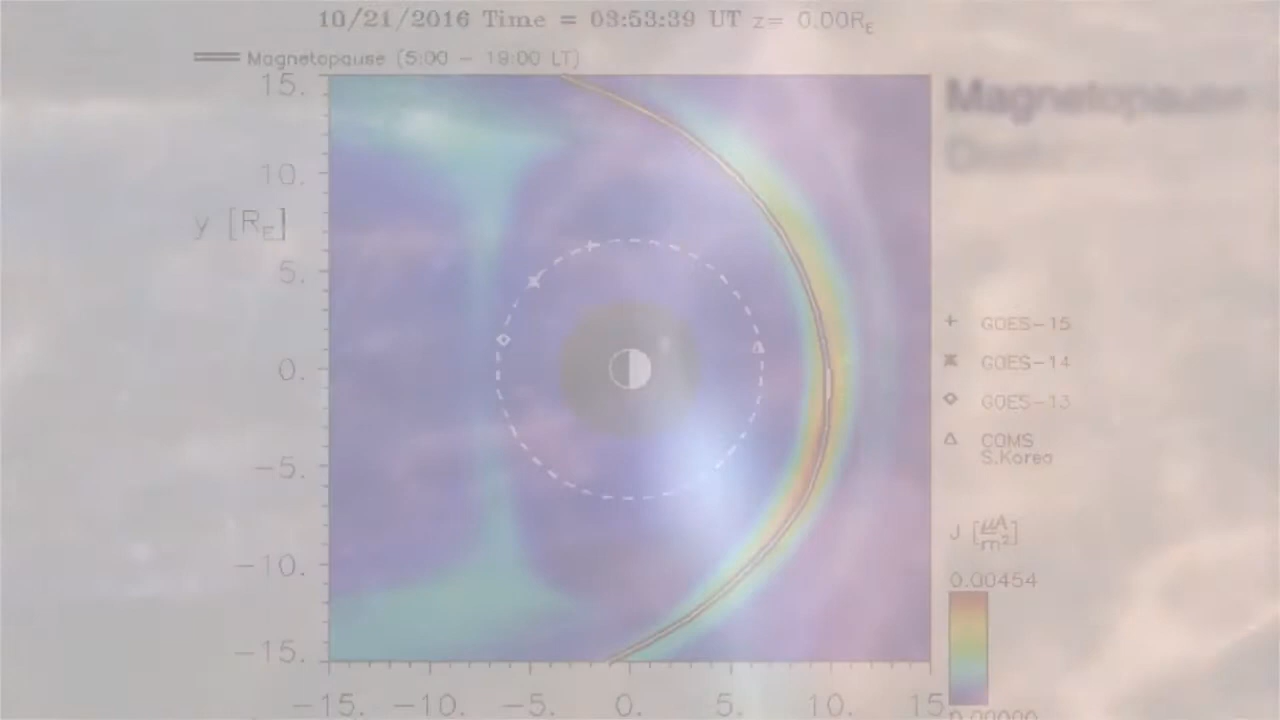 10/21/2016 Time = 03:53:39 UT z= 0.00RE
Magnetopause (5:00 - 19:00 LT)
Magnetopause
15.
10.
y [RE]
5.
0.
-5.
-10.
-15.
GOES-15
GOES-14
GOES-13
COMS
S.Korea
J [μA/m²]
0.00454
0.00000
-15. -10. -5. 0. 5. 10. 15.